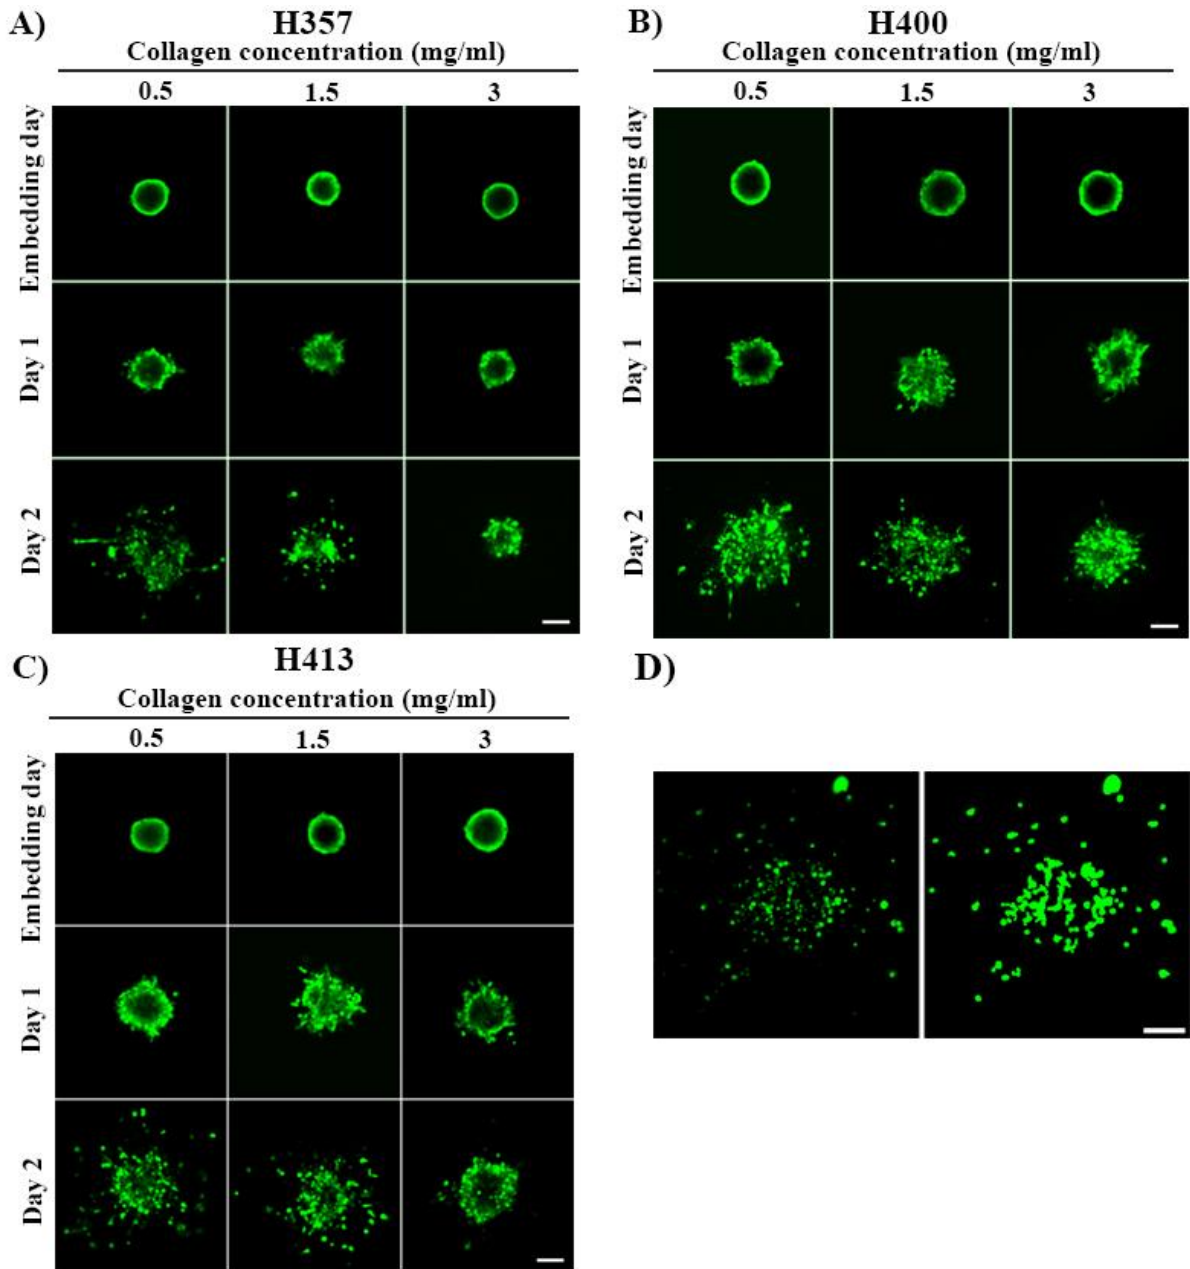 A)
H357
Collagen concentration (mg/ml)
0.5 1.5 3
Embedding day
Day 1
Day 2
B)
H400
Collagen concentration (mg/ml)
0.5 1.5 3
Embedding day
Day 1
Day 2
C)
H413
Collagen concentration (mg/ml)
0.5 1.5 3
Embedding day
Day 1
Day 2
D)